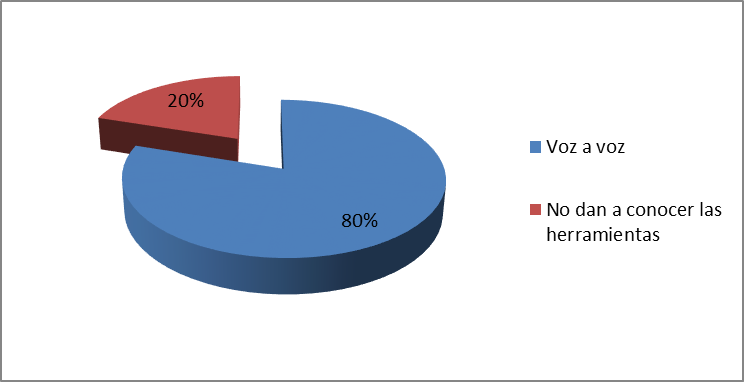 20%
80%
Voz a voz
No dan a conocer las
herramientas